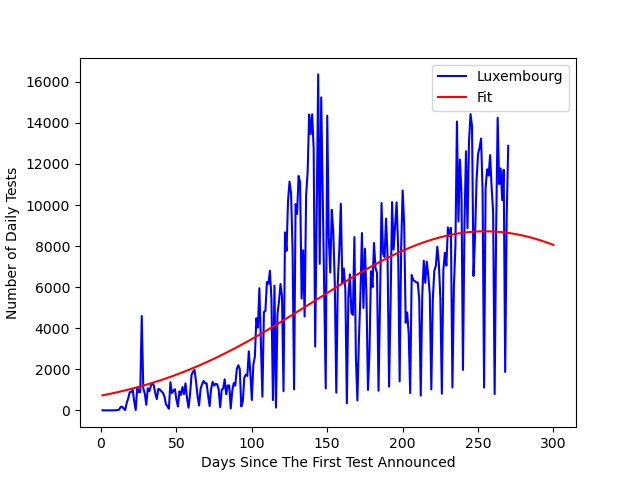 Luxembourg
Fit
16000
14000
12000
10000
8000
6000
4000
2000
0
Number of Daily Tests
0 50 100 150 200 250 300
Days Since The First Test Announced